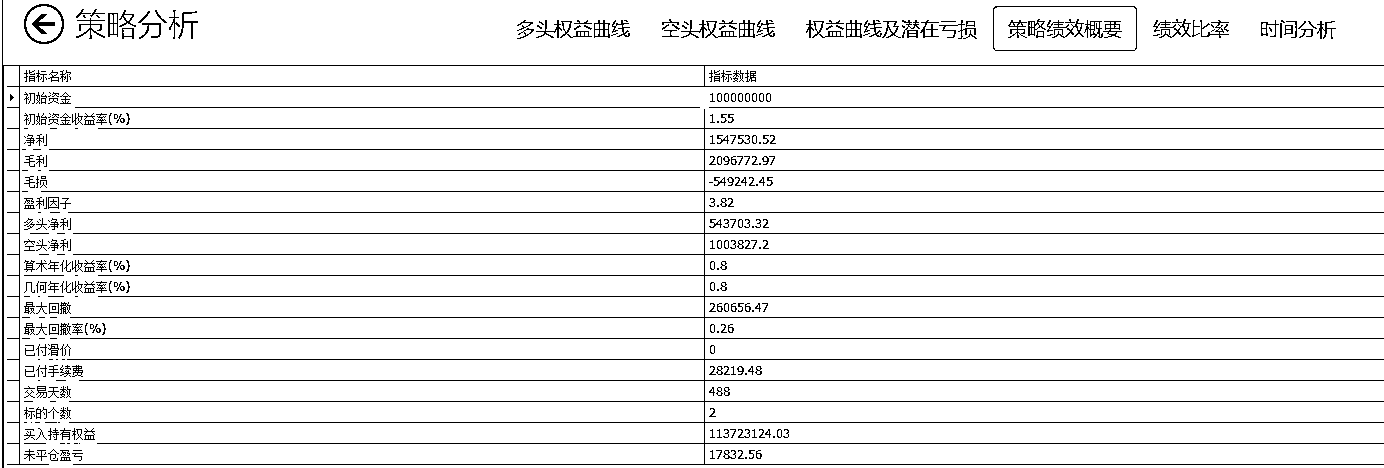 策略分析
多头权益曲线 空头权益曲线 权益曲线及潜在亏损 策略绩效概要 绩效比率 时间分析
指标名称 指标数据
初始资金 100000000
初始资金收益率(%) 1.55
净利 1547530.52
毛利 2096772.97
毛损 -549242.45
盈利因子 3.82
多头净利 543703.32
空头净利 1003827.2
算术年化收益率(%) 0.8
几何年化收益率(%) 0.8
最大回撤 260656.47
最大回撤率(%) 0.26
已付滑价 0
已付手续费 28219.48
交易天数 488
标的个数 2
买入持有权益 113723124.03
未平仓盈亏 17832.56